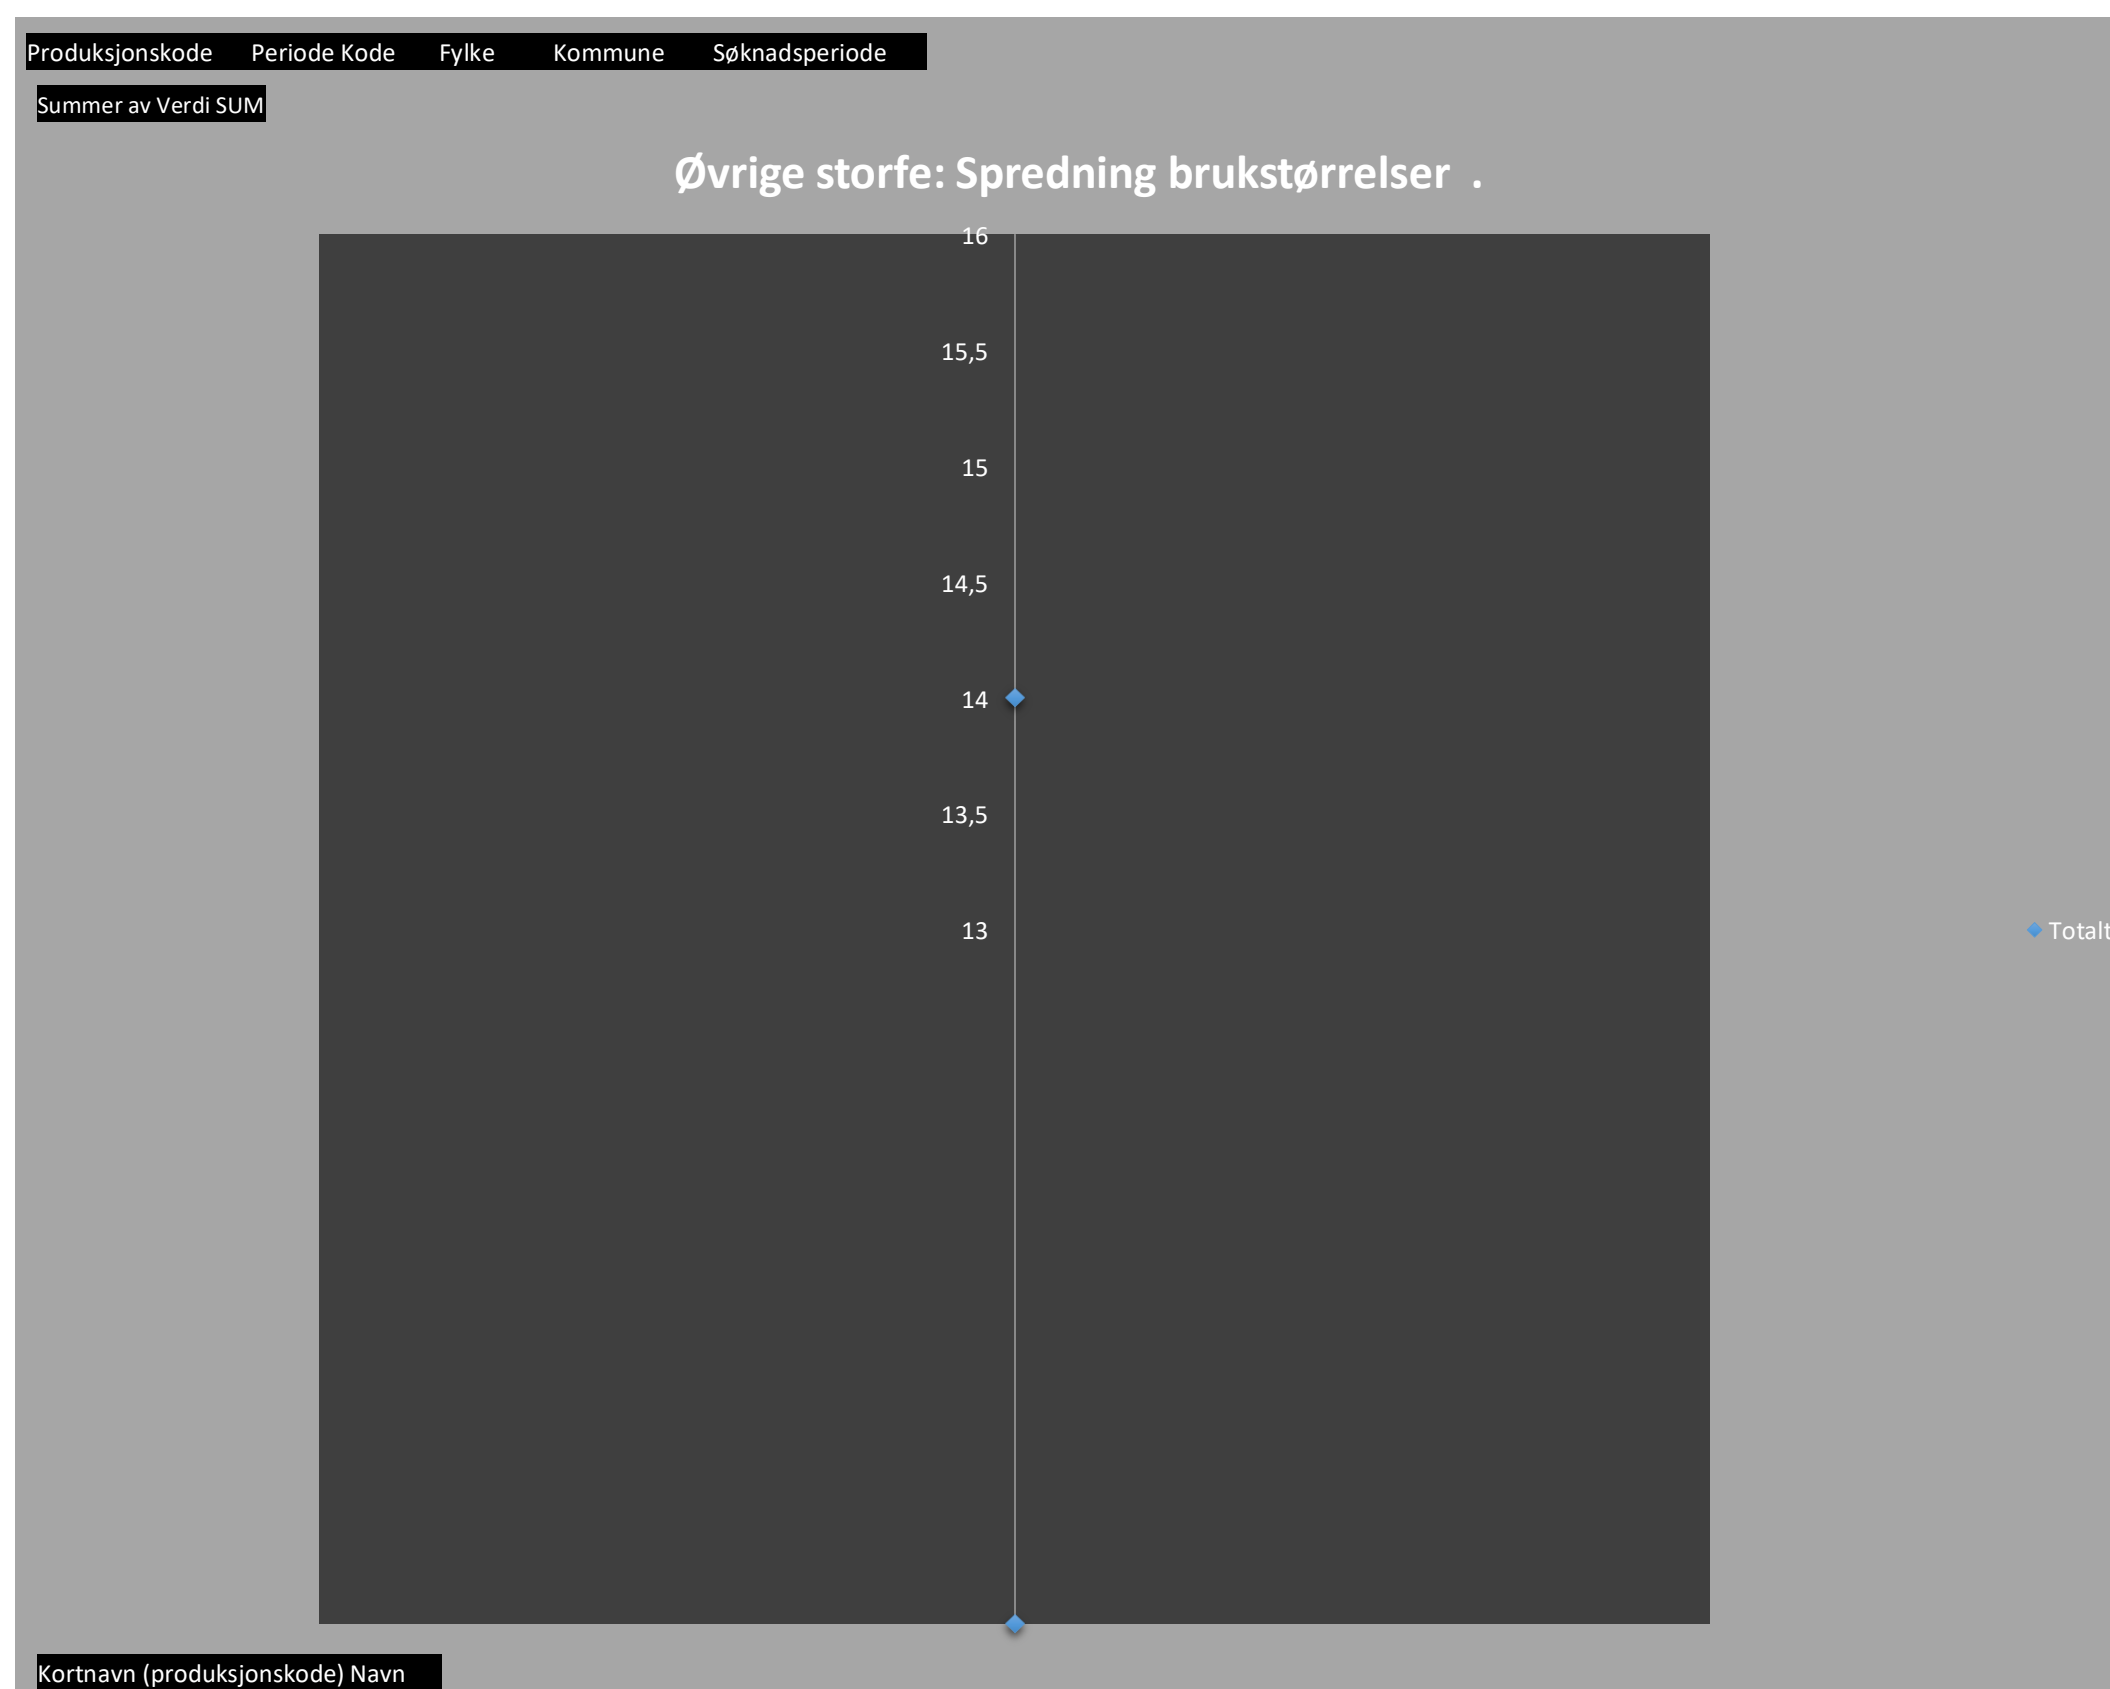 Produksjonskode Periode Kode Fylke Kommune Søknadsperiode
Summer av Verdi SUM
Øvrige storfe: Spredning brukstørrelser .
16
15,5
15
14,5
14
13,5
13
Totalt
Kortnavn (produksjonskode) Navn